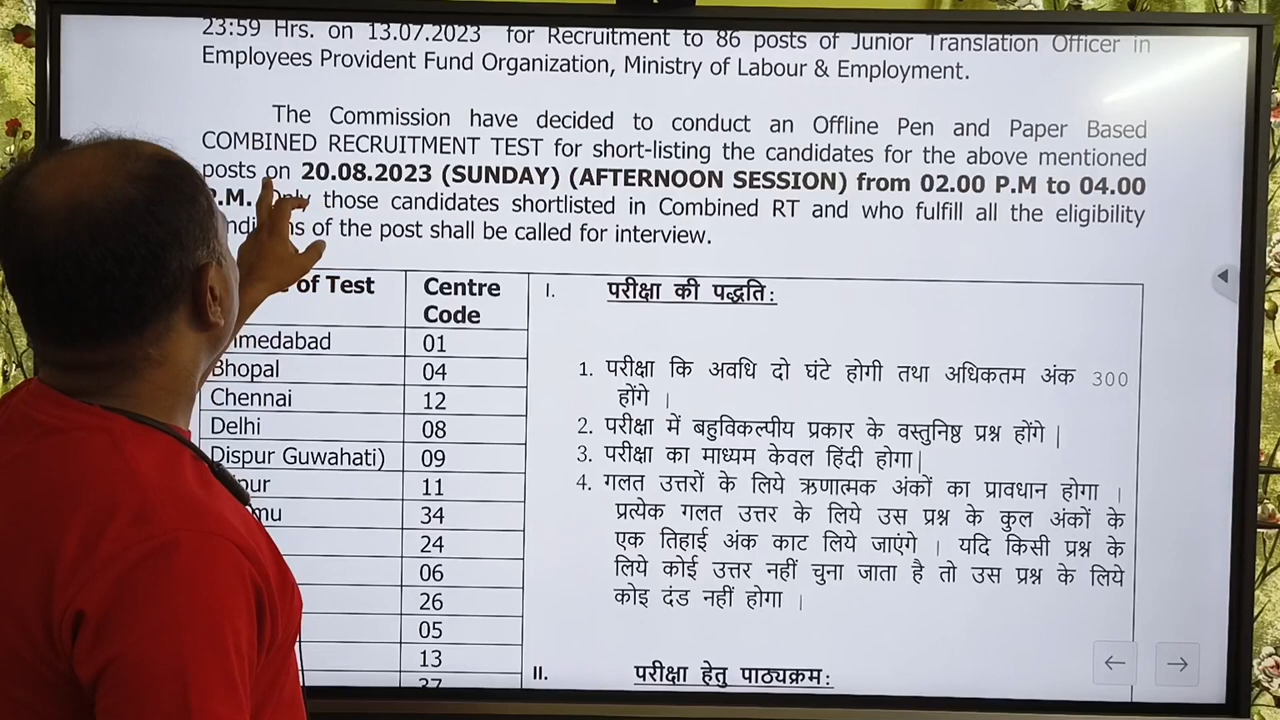 23:59 Hrs. on 13.07.2023 for Recruitment to 86 posts of Junior Translation Officer in
Employees Provident Fund Organization, Ministry of Labour & Employment.
The Commission have decided to conduct an Offline Pen and Paper Based
COMBINED RECRUITMENT TEST for short-listing the candidates for the above mentioned
posts on 20.08.2023 (SUNDAY) (AFTERNOON SESSION) from 02.00 P.M to 04.00
.M. those candidates shortlisted in Combined RT and who fulfill all the eligibility
of the post shall be called for interview.
of Test
Centre
Code
medabad 01
Bhopal 04
Chennai 12
Delhi 08
Dispur Guwahati) 09
pur 11
mu 34
24
06
26
05
13
27
I. परीक्षा की पद्धति:
1. परीक्षा कि अवधि दो घंटे होगी तथा अधिकतम अंक 300
होंगे ।
2. परीक्षा में बहुविकल्पीय प्रकार के वस्तुनिष्ठ प्रश्न होंगे |
3. परीक्षा का माध्यम केवल हिंदी होगा|
4. गलत उत्तरों के लिये ऋणात्मक अंकों का प्रावधान होगा ।
प्रत्येक गलत उत्तर के लिये उस प्रश्न के कुल अंकों के
एक तिहाई अंक काट लिये जाएंगे । यदि किसी प्रश्न के
लिये कोई उत्तर नहीं चुना जाता है तो उस प्रश्न के लिये
कोइ दंड नहीं होगा ।
II. परीक्षा हेतु पाठ्यक्रम: